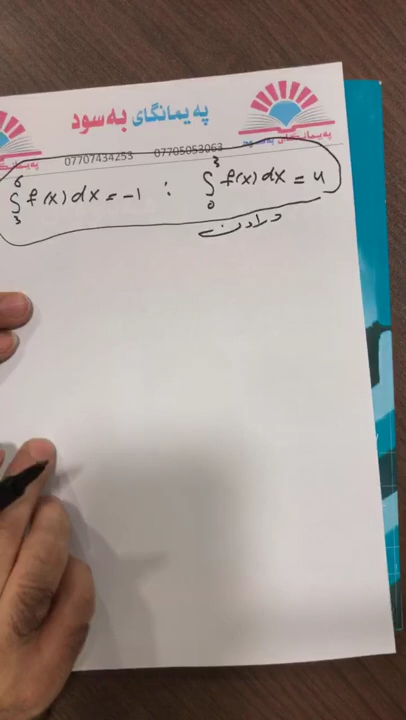 پەیمانگای بەسود
07707434253 07705053063
∫₀³ f(x) dx = 4 : ∫₃⁶ f(x) dx = -1
دراون